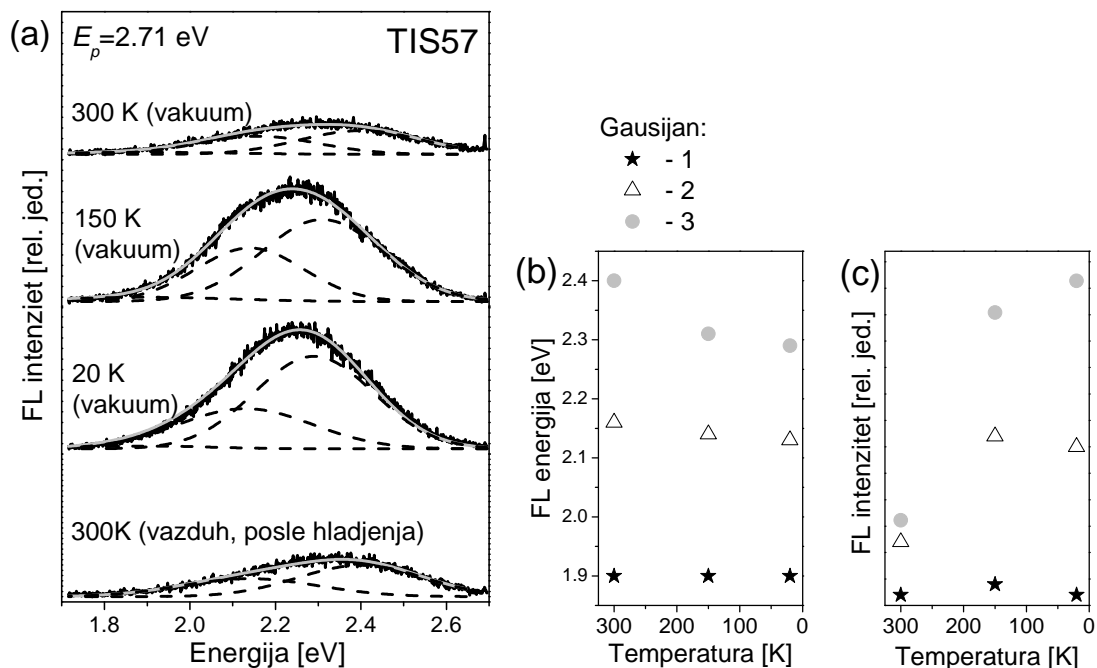 (a)
E_p=2.71 eV
TIS57
300 K (vakuum)
150 K
(vakuum)
20 K
(vakuum)
300K (vazduh, posle hladjenja)
FL intenziet [rel. jed.]
1.8 2.0 2.2 2.4 2.6
Energija [eV]
Gausijan:
- 1
- 2
- 3
(b)
FL energija [eV]
2.4
2.3
2.2
2.1
2.0
1.9
300 200 100 0
Temperatura [K]
(c)
FL intenzitet [rel. jed.]
300 200 100 0
Temperatura [K]